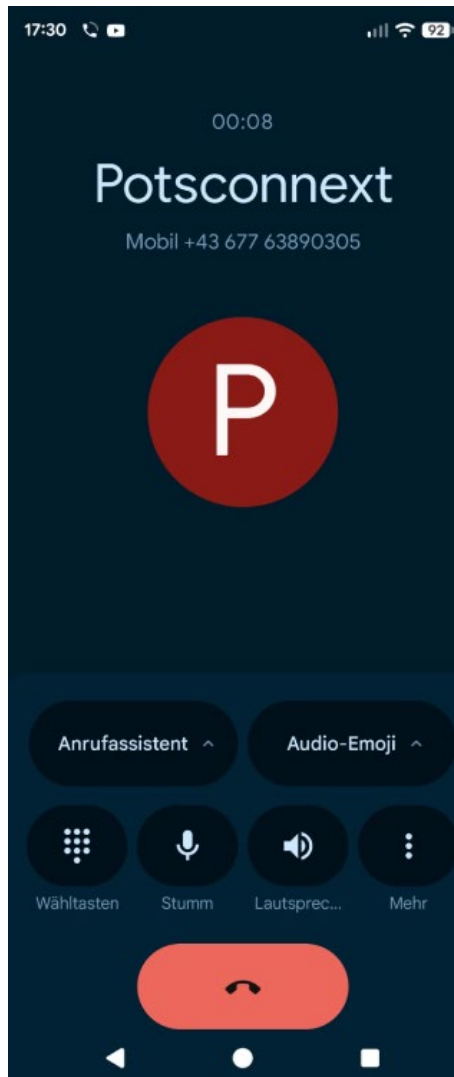 17:30 92
00:08
Potsconnext
Mobil +43 677 63890305
P
Anrufassistent Audio-Emoji
Wähltasten Stumm Lautsprec... Mehr